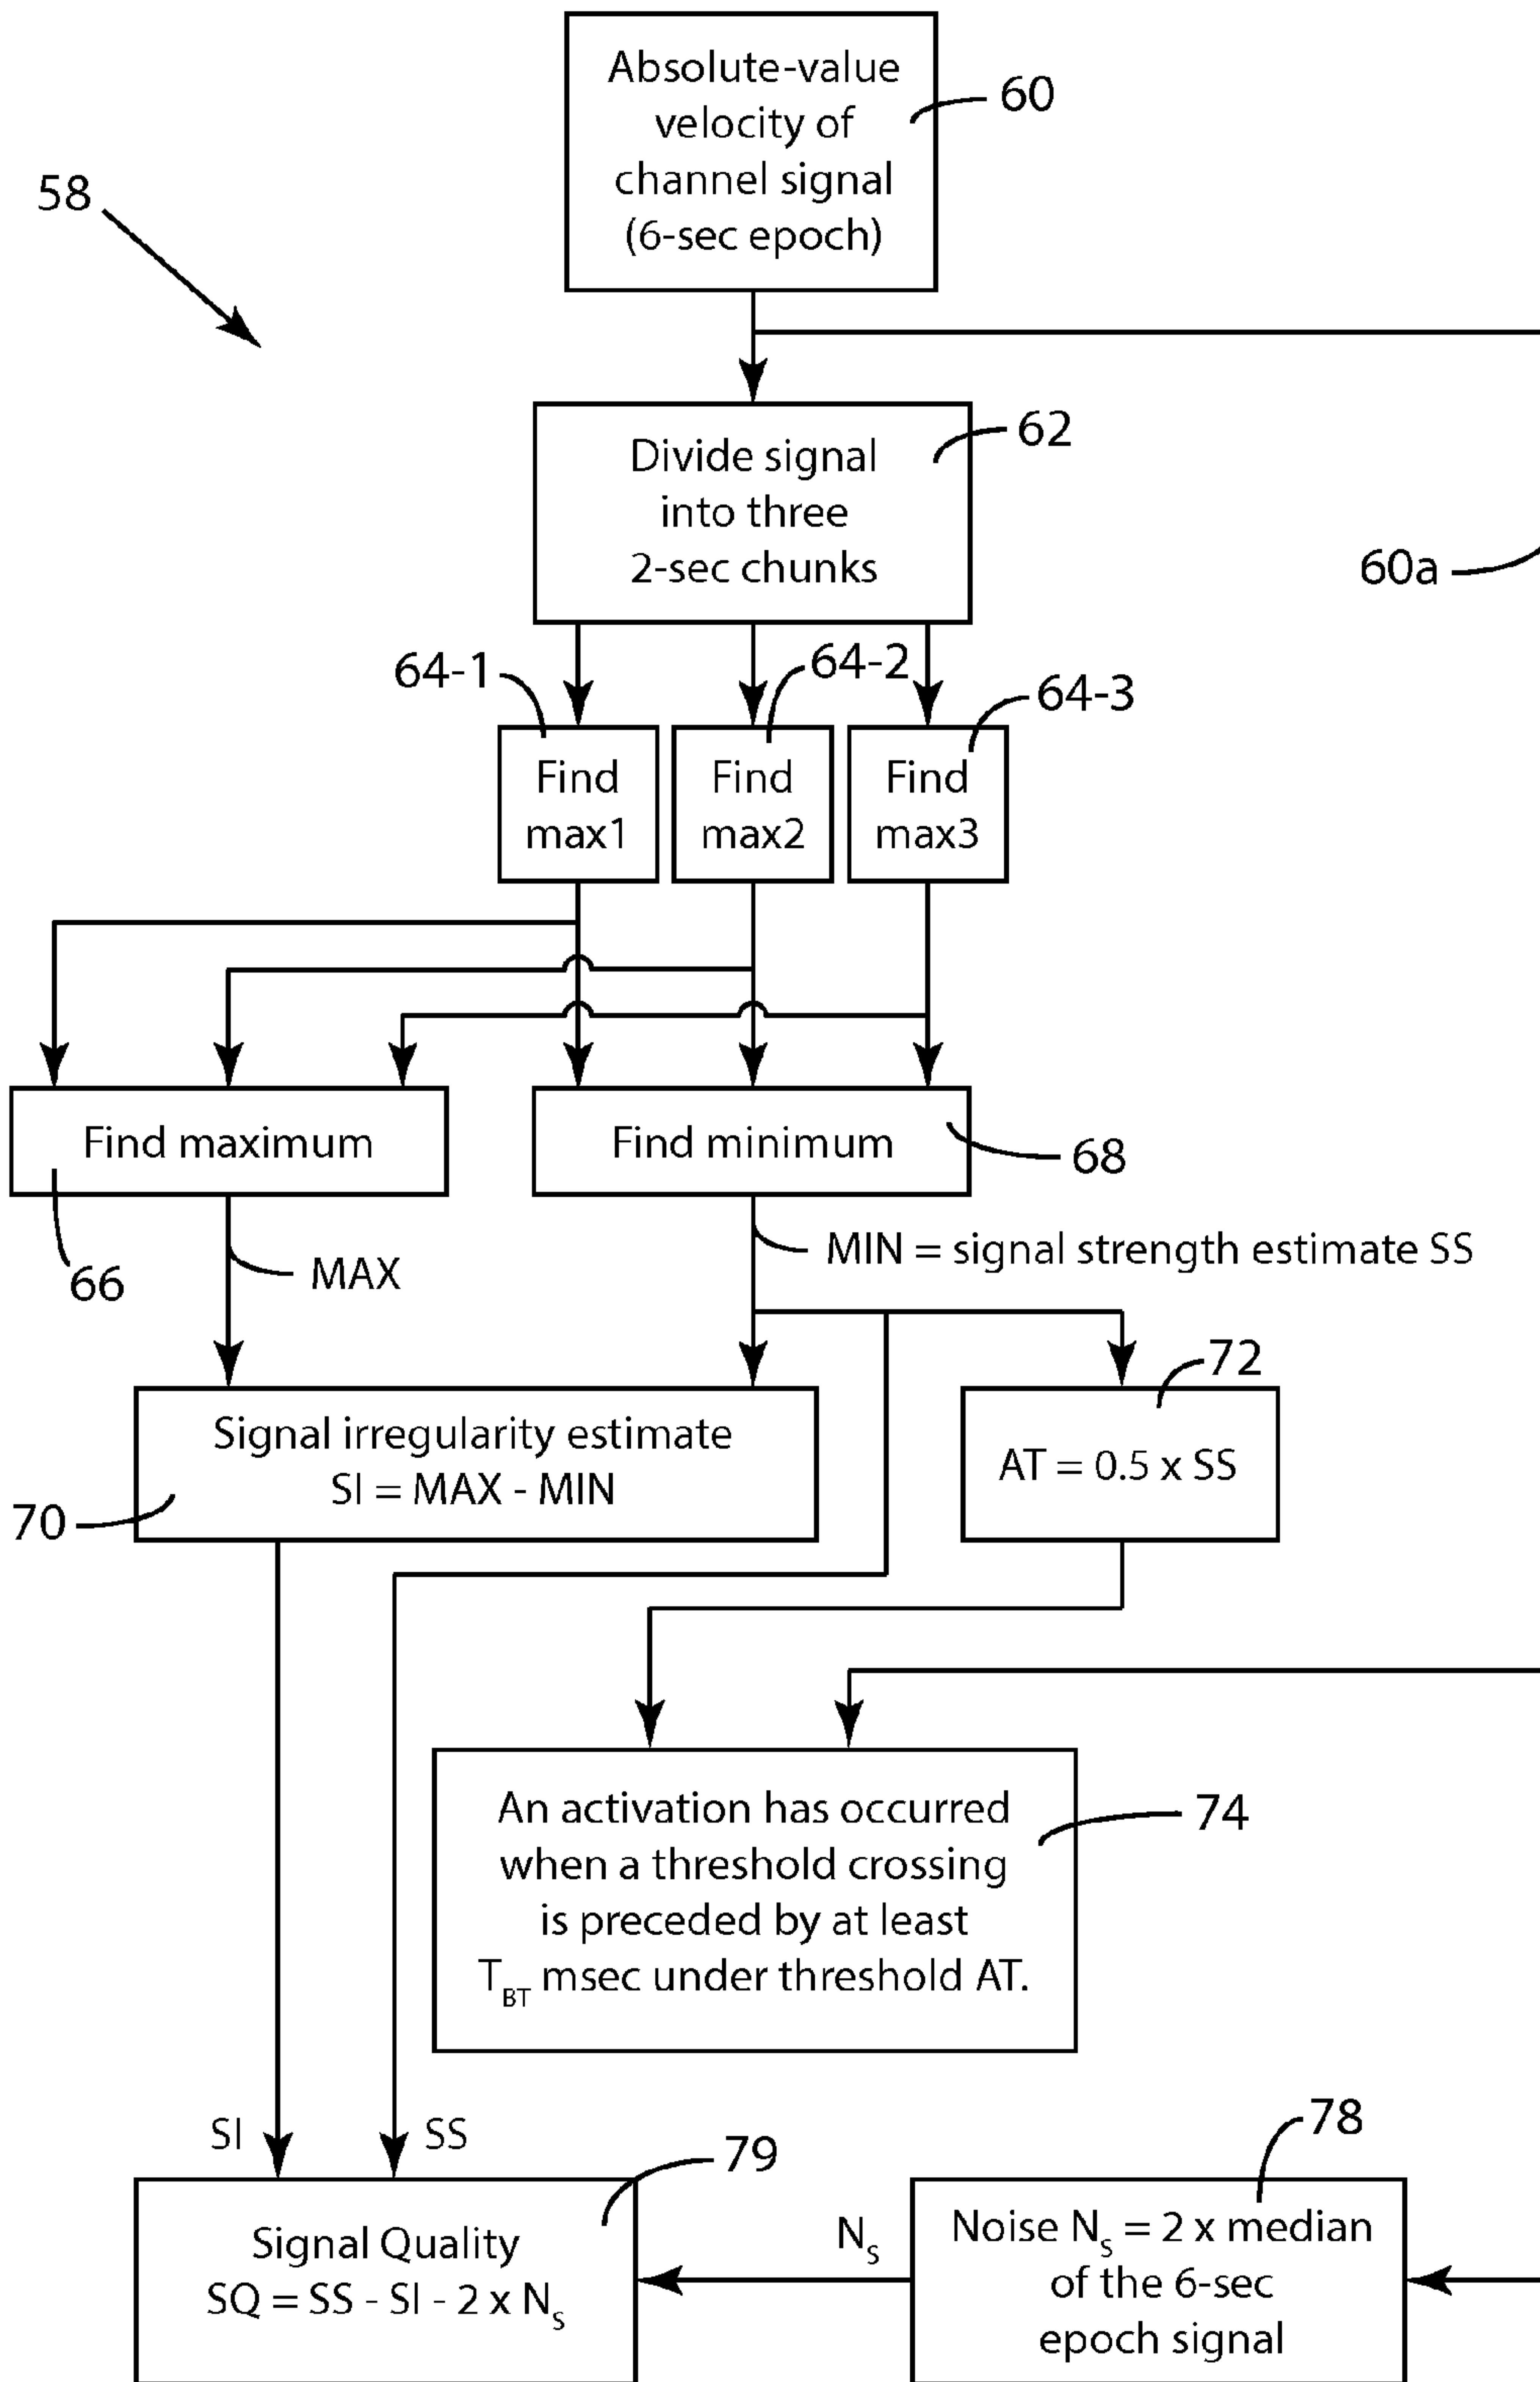 Absolute-value
velocity of
channel signal
(6-sec epoch)
60
58
62
Divide signal
into three
2-sec chunks
60a
64-1
64-2
64-3
Find
max1
Find
max2
Find
max3
Find maximum
Find minimum
68
66
MAX
MIN = signal strength estimate SS
72
Signal irregularity estimate
SI = MAX - MIN
70
AT = 0.5 x SS
An activation has occurred
when a threshold crossing
is preceded by at least
T_BT msec under threshold AT.
74
SI
SS
79
78
Signal Quality
SQ = SS - SI - 2 x N_S
N_S
Noise N_S = 2 x median
of the 6-sec
epoch signal